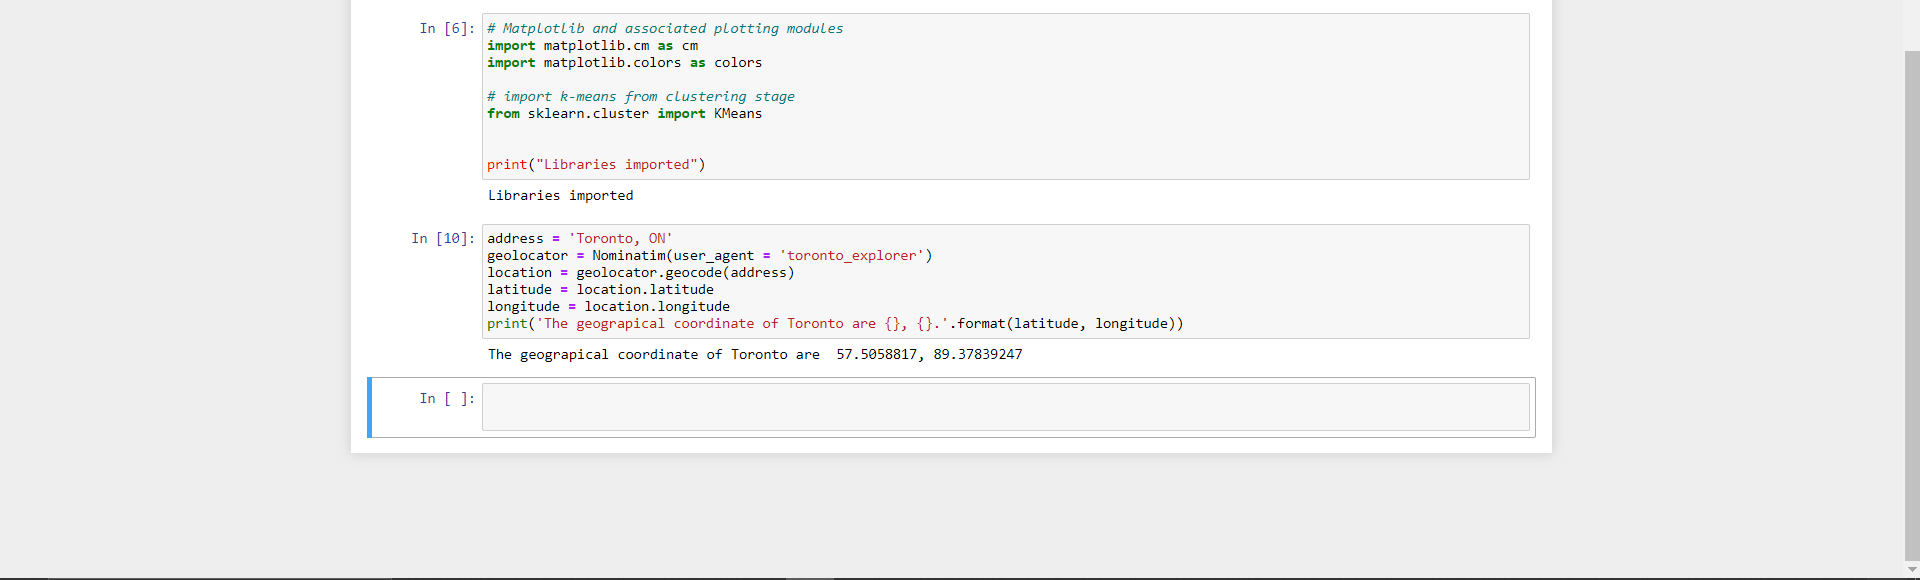 In [6]: # Matplotlib and associated plotting modules
import matplotlib.cm as cm
import matplotlib.colors as colors
# import k-means from clustering stage
from sklearn.cluster import KMeans
print("Libraries imported")
Libraries imported
In [10]: address = 'Toronto, ON'
geolocator = Nominatim(user_agent = 'toronto_explorer')
location = geolocator.geocode(address)
latitude = location.latitude
longitude = location.longitude
print('The geograpical coordinate of Toronto are {}, {}.'.format(latitude, longitude))
The geograpical coordinate of Toronto are  57.5058817, 89.37839247
In [ ]: